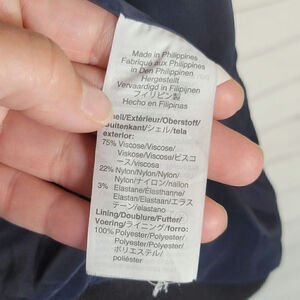 Made in Philippines
Fabriqué aux Philippines
In Den Philippinen
Hergestellt
Vervaardigd in Filipijnen
フィリピン製
Hecho en Filipinas
Shell/Extérieur/Oberstoff/
Buitenkant/シェル/tela
exterior:
75% Viscose/Viscose/
Viskose/Viscose/ビスコ
ース/viscosa
22% Nylon/Nylon/Nylon/
Nylon/ナイロン/nailon
3% Elastane/Élasthanne/
Elastan/Elastaan/エラス
テーン/elastano
Lining/Doublure/Futter/
Voering/ライニング/forro:
100% Polyester/Polyester/
Polyester/Polyester/
ポリエステル/
poliéster